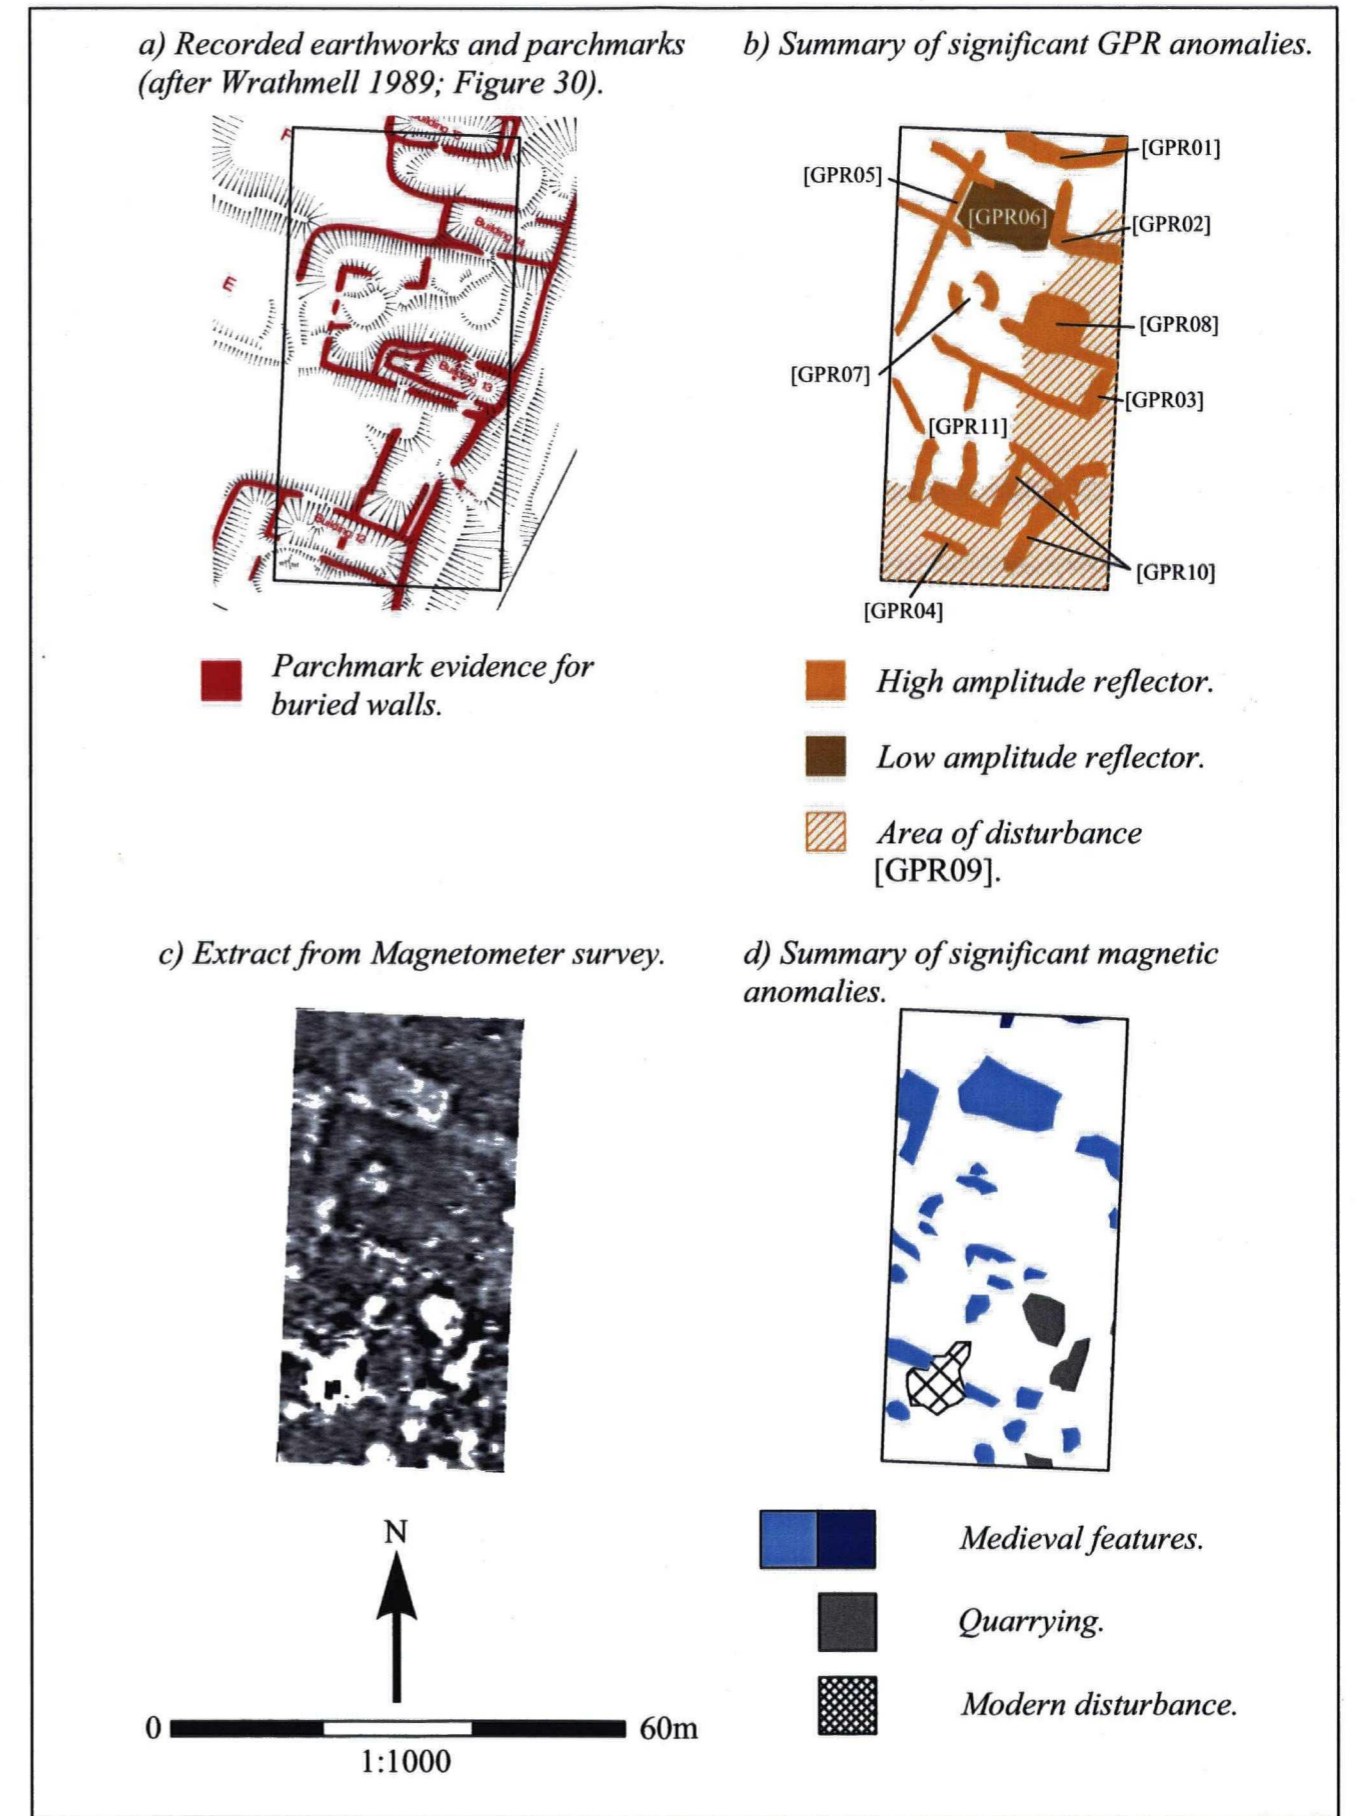 a) Recorded earthworks and parchmarks
(after Wrathmell 1989; Figure 30).
F
Building 14
E
Building 13
Building 12
Parchmark evidence for
buried walls.
b) Summary of significant GPR anomalies.
[GPR01]
[GPR05]
[GPR06]
[GPR02]
[GPR08]
[GPR07]
[GPR03]
[GPR11]
[GPR10]
[GPR04]
High amplitude reflector.
Low amplitude reflector.
Area of disturbance
[GPR09].
c) Extract from Magnetometer survey.
d) Summary of significant magnetic
anomalies.
N
0 60m
1:1000
Medieval features.
Quarrying.
Modern disturbance.